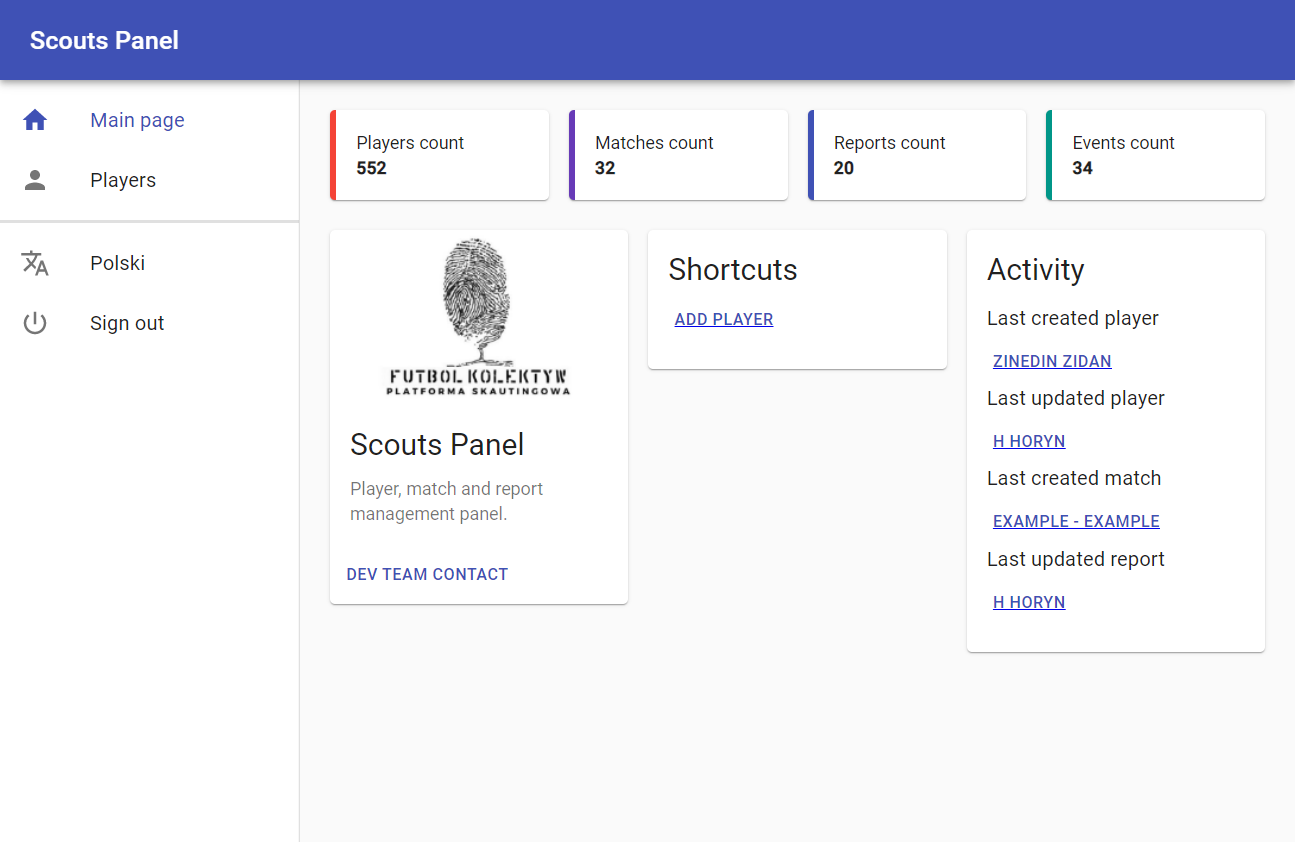 Scouts Panel
Main page
Players
Polski
Sign out
Players count
552
Matches count
32
Reports count
20
Events count
34
FUTBOL KOLEKTYW
PLATFORMA SKAUTINGOWA
Scouts Panel
Player, match and report
management panel.
DEV TEAM CONTACT
Shortcuts
ADD PLAYER
Activity
Last created player
ZINEDIN ZIDAN
Last updated player
H HORYN
Last created match
EXAMPLE - EXAMPLE
Last updated report
H HORYN